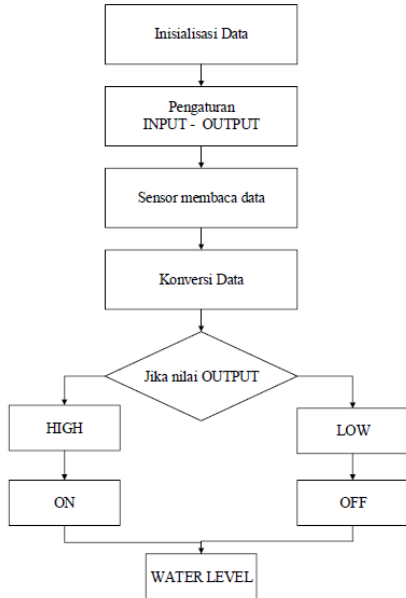 Inisialisasi Data
Pengaturan
INPUT - OUTPUT
Sensor membaca data
Konversi Data
Jika nilai OUTPUT
HIGH
LOW
ON
OFF
WATER LEVEL